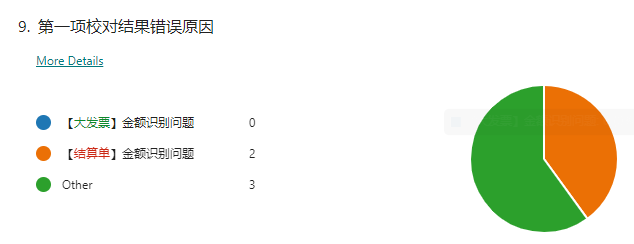 9. 第一项校对结果错误原因
More Details
【大发票】金额识别问题 0
【结算单】金额识别问题 2
Other 3